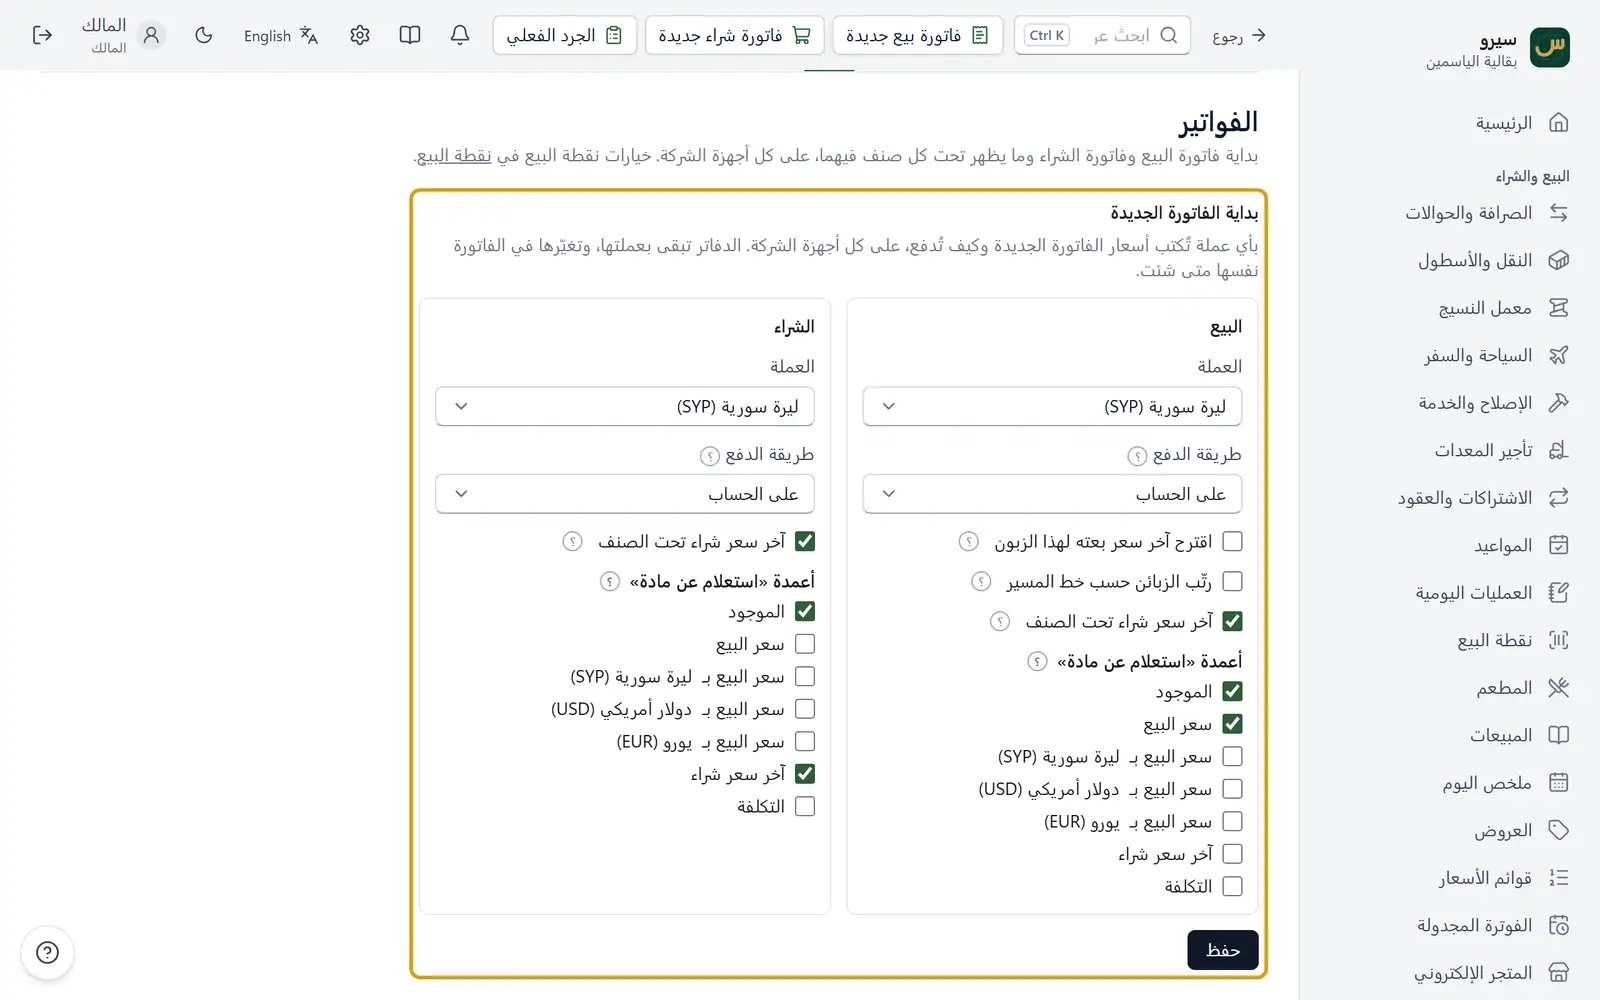 سيرو
بقالية الياسمين
رجوع
ابحث عر Ctrl K
فاتورة بيع جديدة
فاتورة شراء جديدة
الجرد الفعلي
English
المالك
المالك
الرئيسية
البيع والشراء
الصرافة والحوالات
النقل والأسطول
معمل النسيج
السياحة والسفر
الإصلاح والخدمة
تأجير المعدات
الاشتراكات والعقود
المواعيد
العمليات اليومية
نقطة البيع
المطعم
المبيعات
ملخص اليوم
العروض
قوائم الأسعار
الفوترة المجدولة
المتجر الإلكتروني
الفواتير
بداية فاتورة البيع وفاتورة الشراء وما يظهر تحت كل صنف فيهما، على كل أجهزة الشركة. خيارات نقطة البيع في نقطة البيع.
بداية الفاتورة الجديدة
بأي عملة تُكتب أسعار الفاتورة الجديدة وكيف تُدفع، على كل أجهزة الشركة. الدفاتر تبقى بعملتها، وتغيّرها في الفاتورة
نفسها متى شئت.
البيع
العملة
ليرة سورية (SYP)
طريقة الدفع ؟
على الحساب
اقترح آخر سعر بعته لهذا الزبون ؟
رتّب الزبائن حسب خط المسير ؟
آخر سعر شراء تحت الصنف ؟
أعمدة «استعلام عن مادة» ؟
الموجود
سعر البيع
سعر البيع بـ ليرة سورية (SYP)
سعر البيع بـ دولار أمريكي (USD)
سعر البيع بـ يورو (EUR)
آخر سعر شراء
التكلفة
الشراء
العملة
ليرة سورية (SYP)
طريقة الدفع ؟
على الحساب
آخر سعر شراء تحت الصنف ؟
أعمدة «استعلام عن مادة» ؟
الموجود
سعر البيع
سعر البيع بـ ليرة سورية (SYP)
سعر البيع بـ دولار أمريكي (USD)
سعر البيع بـ يورو (EUR)
آخر سعر شراء
التكلفة
حفظ